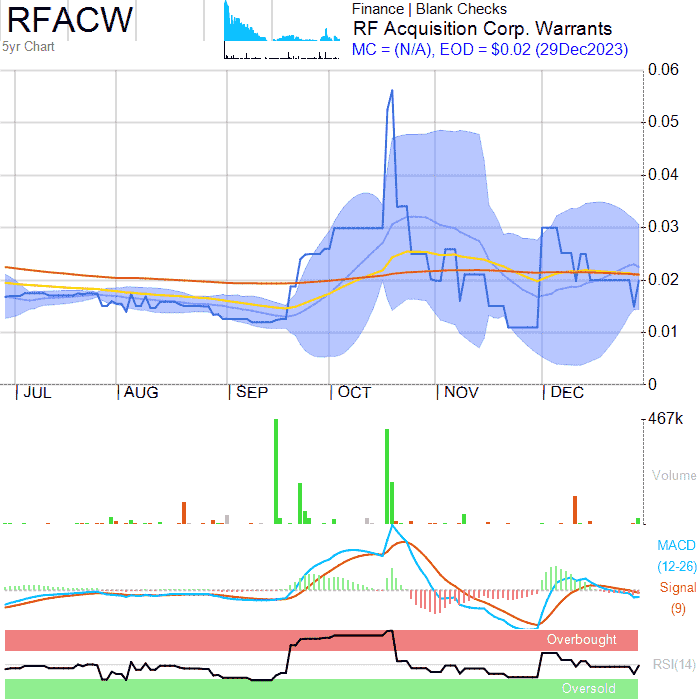 RFACW
5yr Chart
Finance | Blank Checks
RF Acquisition Corp. Warrants
MC = (N/A), EOD = $0.02 (29Dec2023)
0.06
0.05
0.04
0.03
0.02
0.01
0
JUL AUG SEP OCT NOV DEC
467k
Volume
MACD
(12-26)
Signal
(9)
Overbought
RSI(14)
Oversold